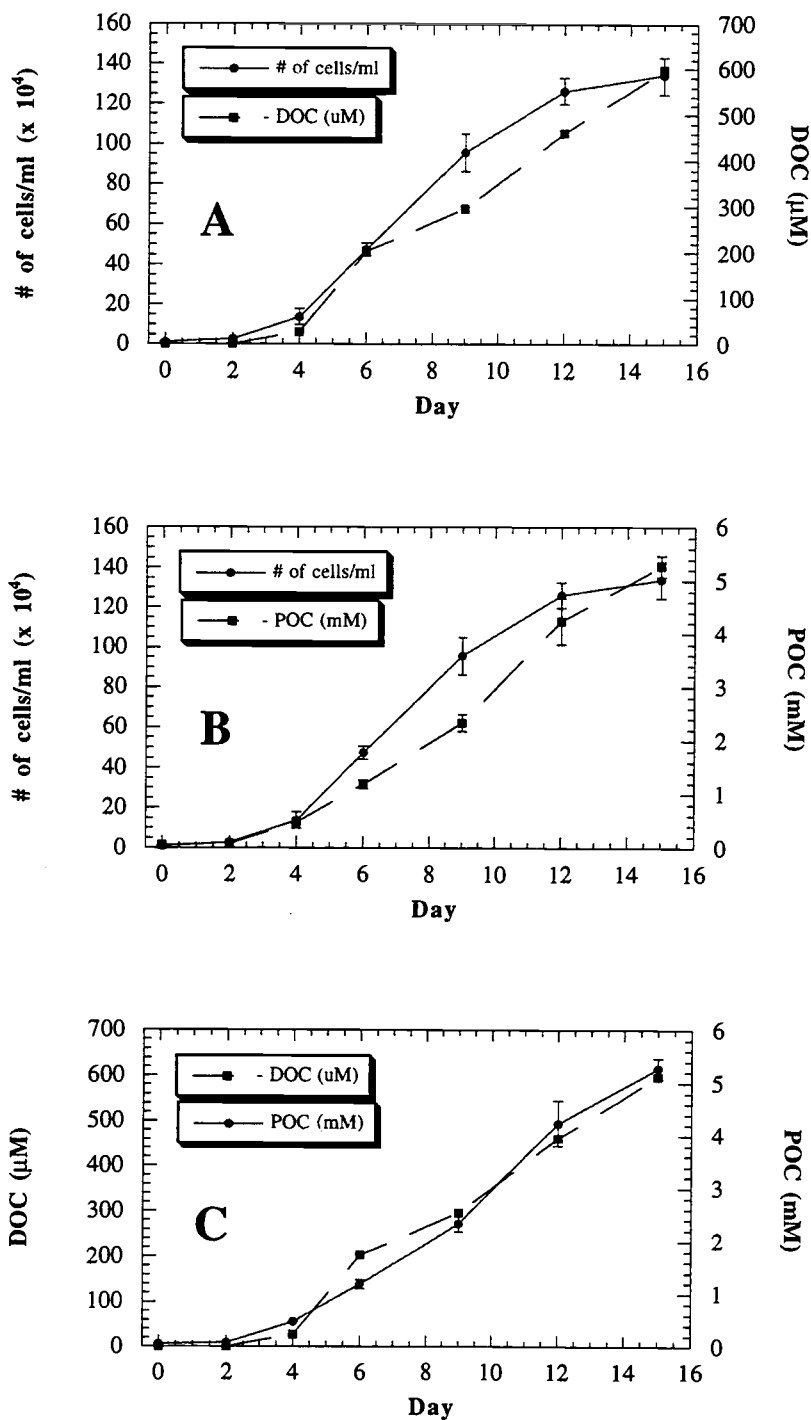 # of cells/ml (x 10⁴)
160
140
120
100
80
60
40
20
0
# of cells/ml
- DOC (uM)
A
700
600
500
400
300
200
100
0
DOC (µM)
0 2 4 6 8 10 12 14 16
Day
# of cells/ml (x 10⁴)
160
140
120
100
80
60
40
20
0
# of cells/ml
- POC (mM)
B
6
5
4
3
2
1
0
POC (mM)
0 2 4 6 8 10 12 14 16
Day
DOC (µM)
700
600
500
400
300
200
100
0
- DOC (uM)
POC (mM)
C
6
5
4
3
2
1
0
POC (mM)
0 2 4 6 8 10 12 14 16
Day